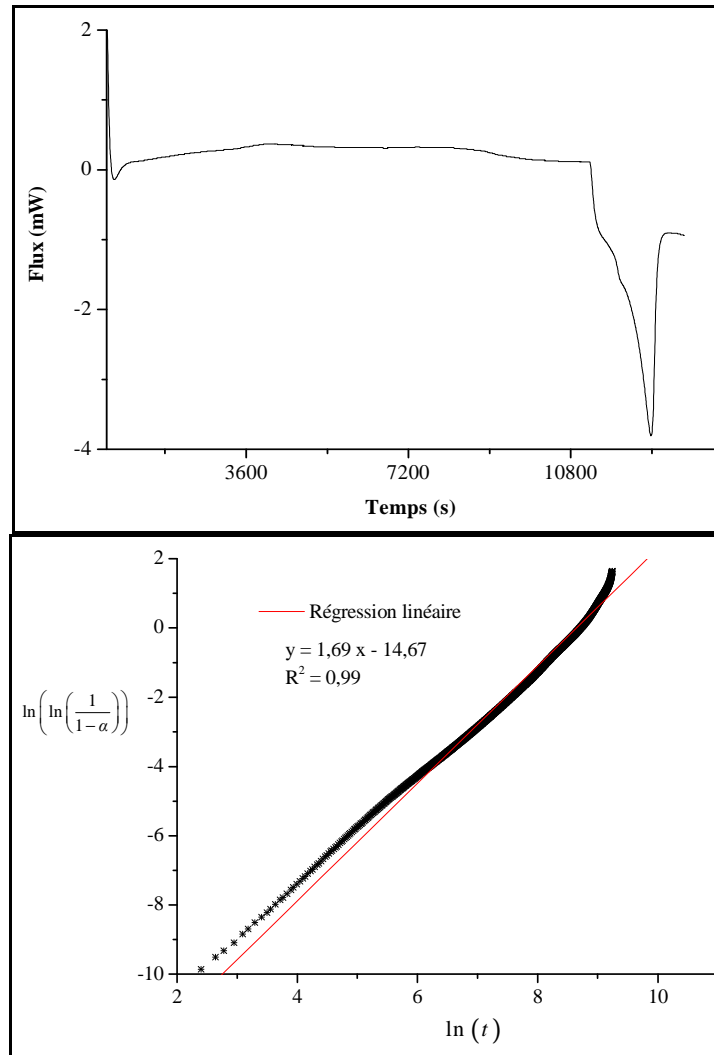 2
0
-2
-4
Flux (mW)
3600
7200
10800
Temps (s)
2
0
-2
-4
-6
-8
-10
Régression linéaire
y = 1,69 x - 14,67
R² = 0,99
ln(ln(1/(1−α)))
2
4
6
8
10
ln (t)